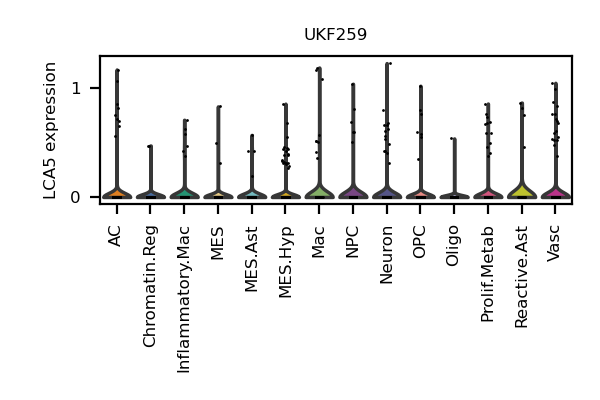 UKF259
LCA5 expression
1
0
AC
Chromatin.Reg
Inflammatory.Mac
MES
MES.Ast
MES.Hyp
Mac
NPC
Neuron
OPC
Oligo
Prolif.Metab
Reactive.Ast
Vasc